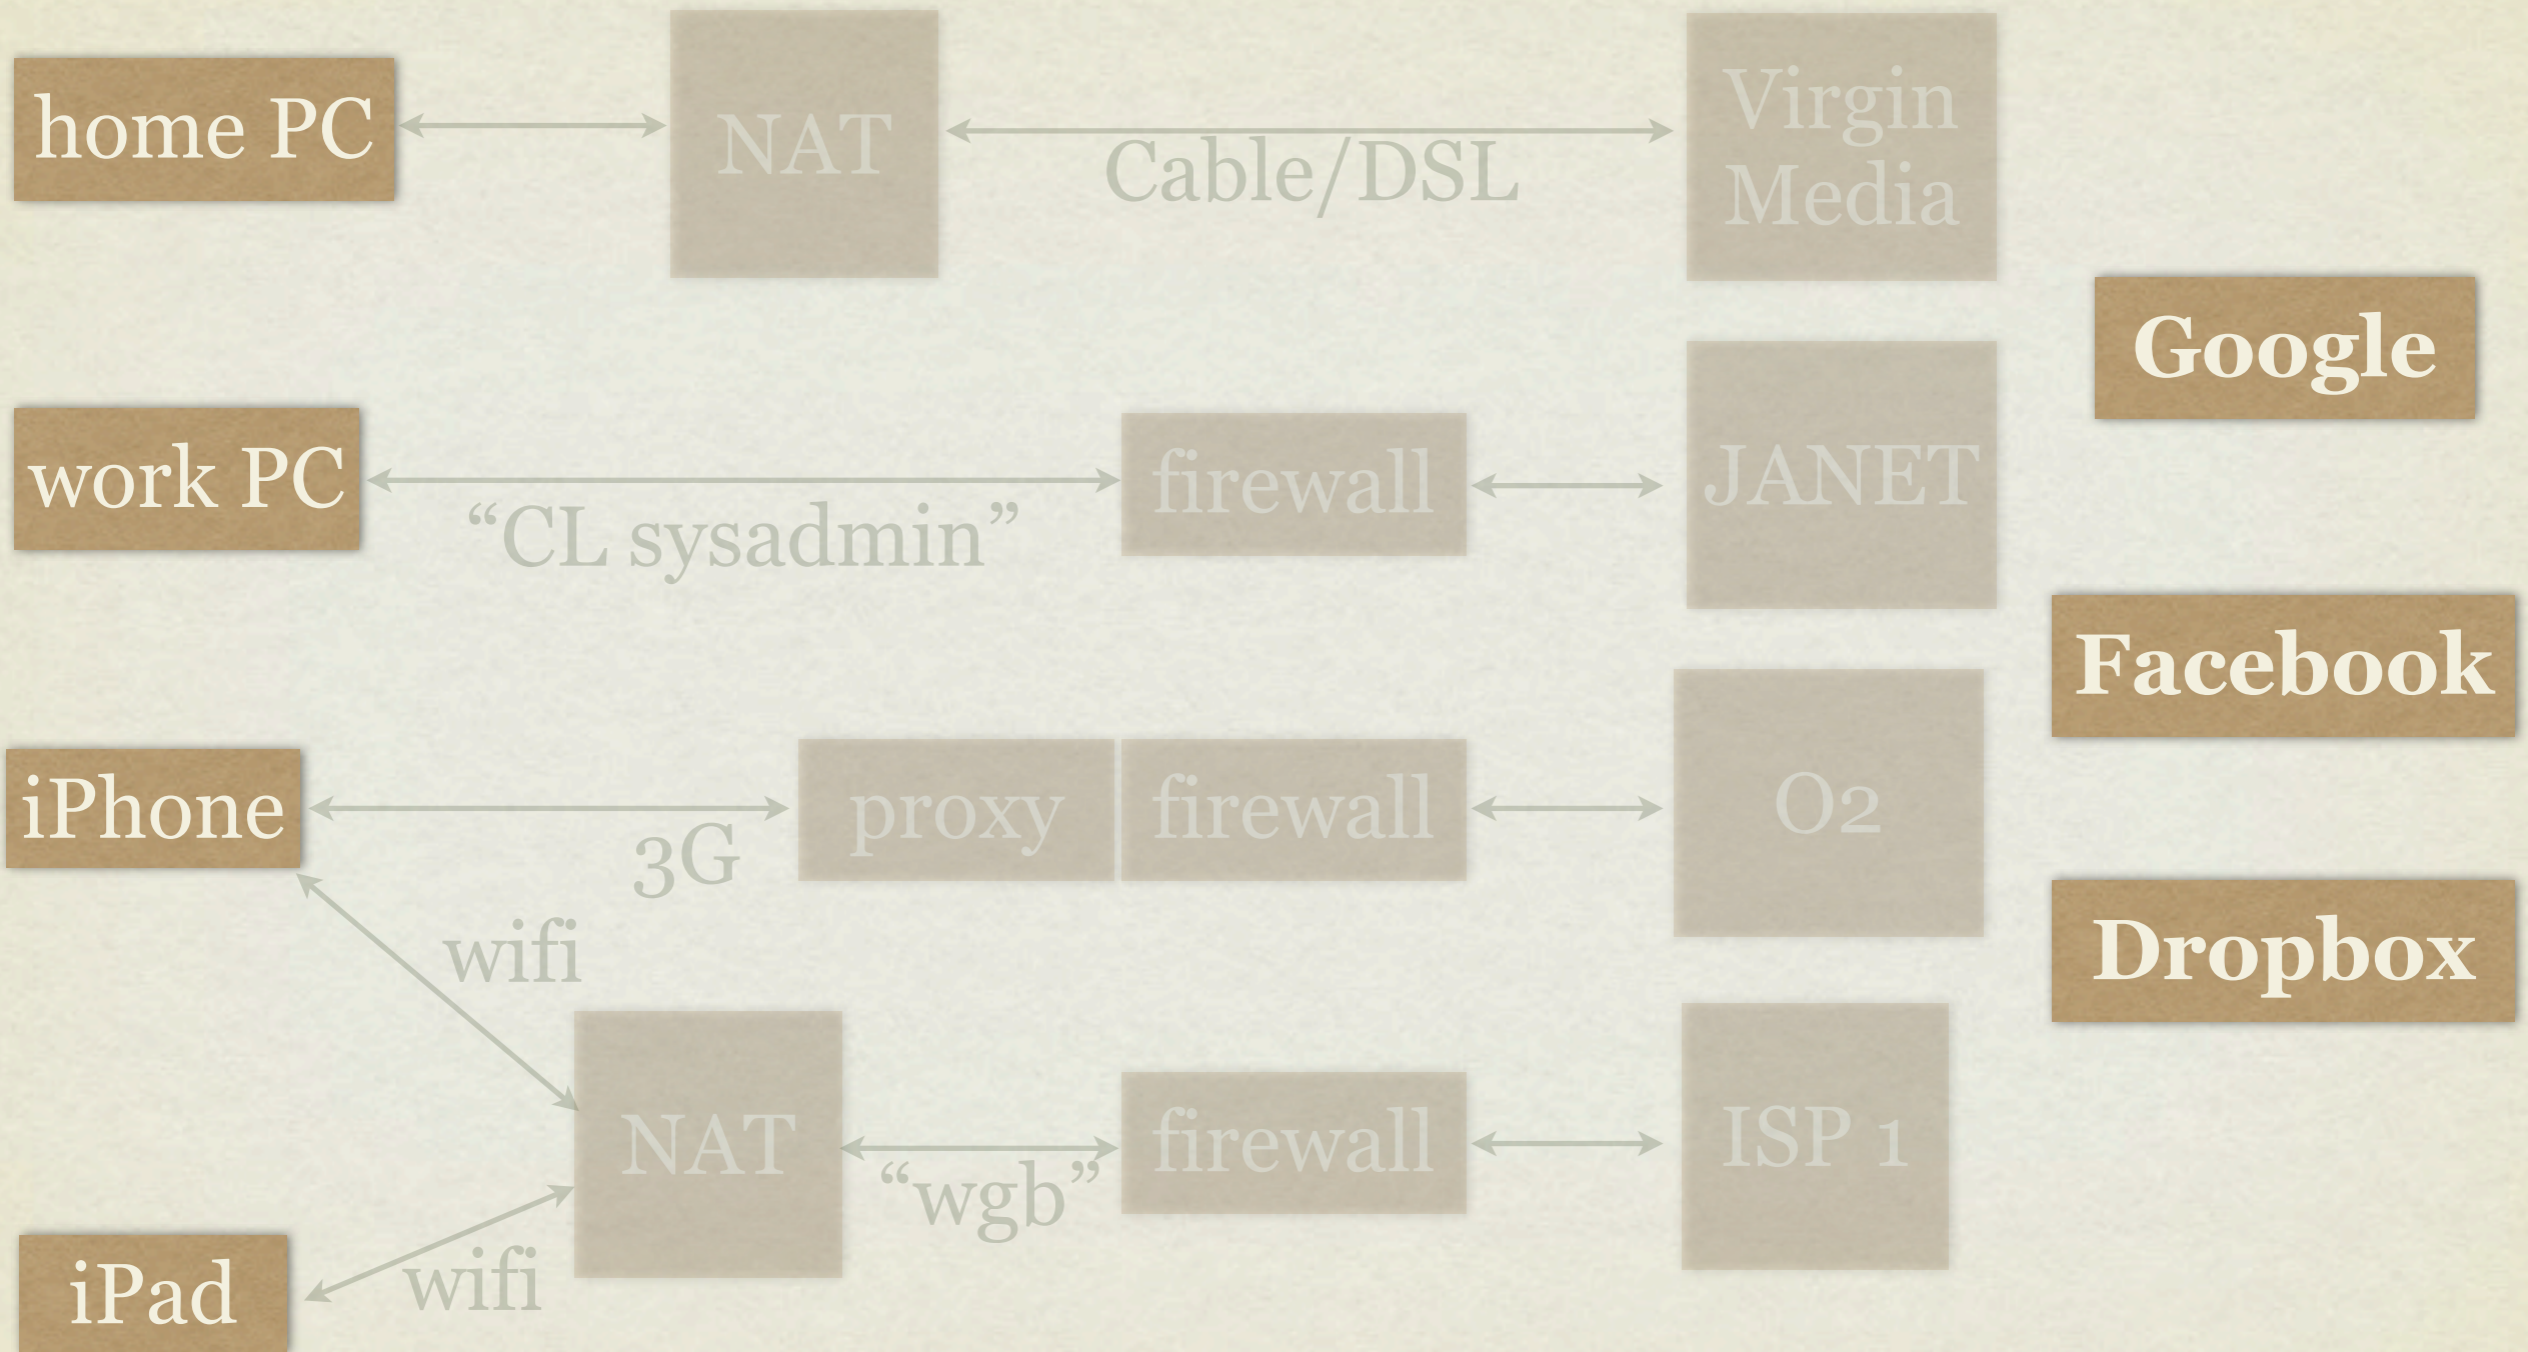 home PC
NAT
Cable/DSL
Virgin
Media
Google
work PC
“CL sysadmin”
firewall
JANET
Facebook
iPhone
3G
proxy
firewall
O2
Dropbox
wifi
NAT
“wgb”
firewall
ISP 1
iPad
wifi